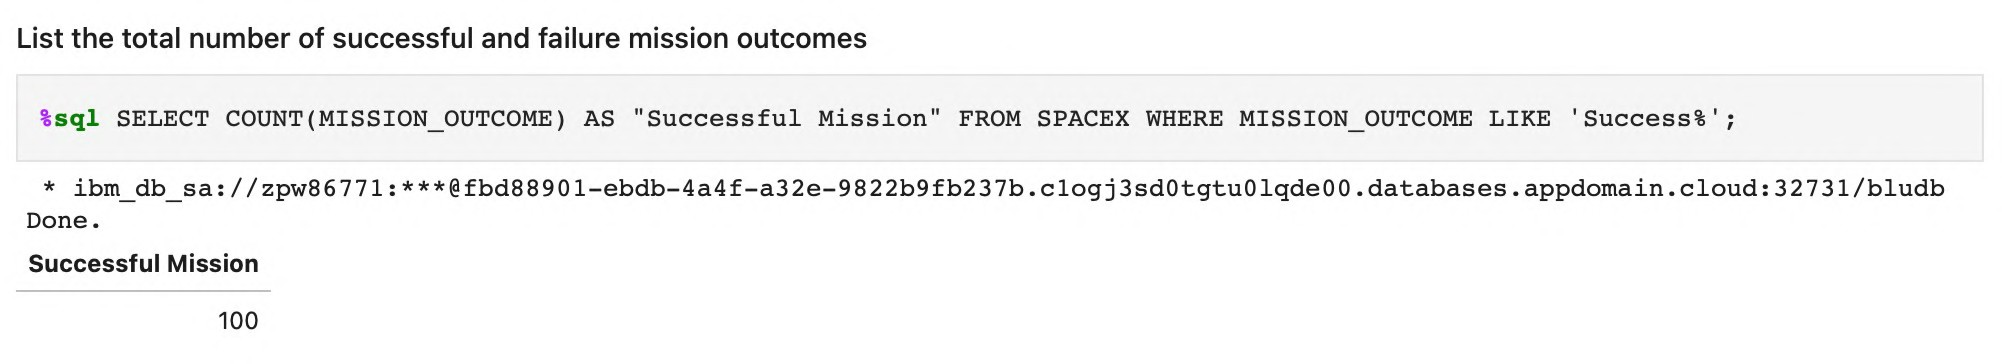 List the total number of successful and failure mission outcomes
%sql SELECT COUNT(MISSION_OUTCOME) AS "Successful Mission" FROM SPACEX WHERE MISSION_OUTCOME LIKE 'Success%';
* ibm_db_sa://zpw86771:***@fbd88901-ebdb-4a4f-a32e-9822b9fb237b.c1ogj3sd0tgtu0lqde00.databases.appdomain.cloud:32731/bludb
Done.
Successful Mission
100